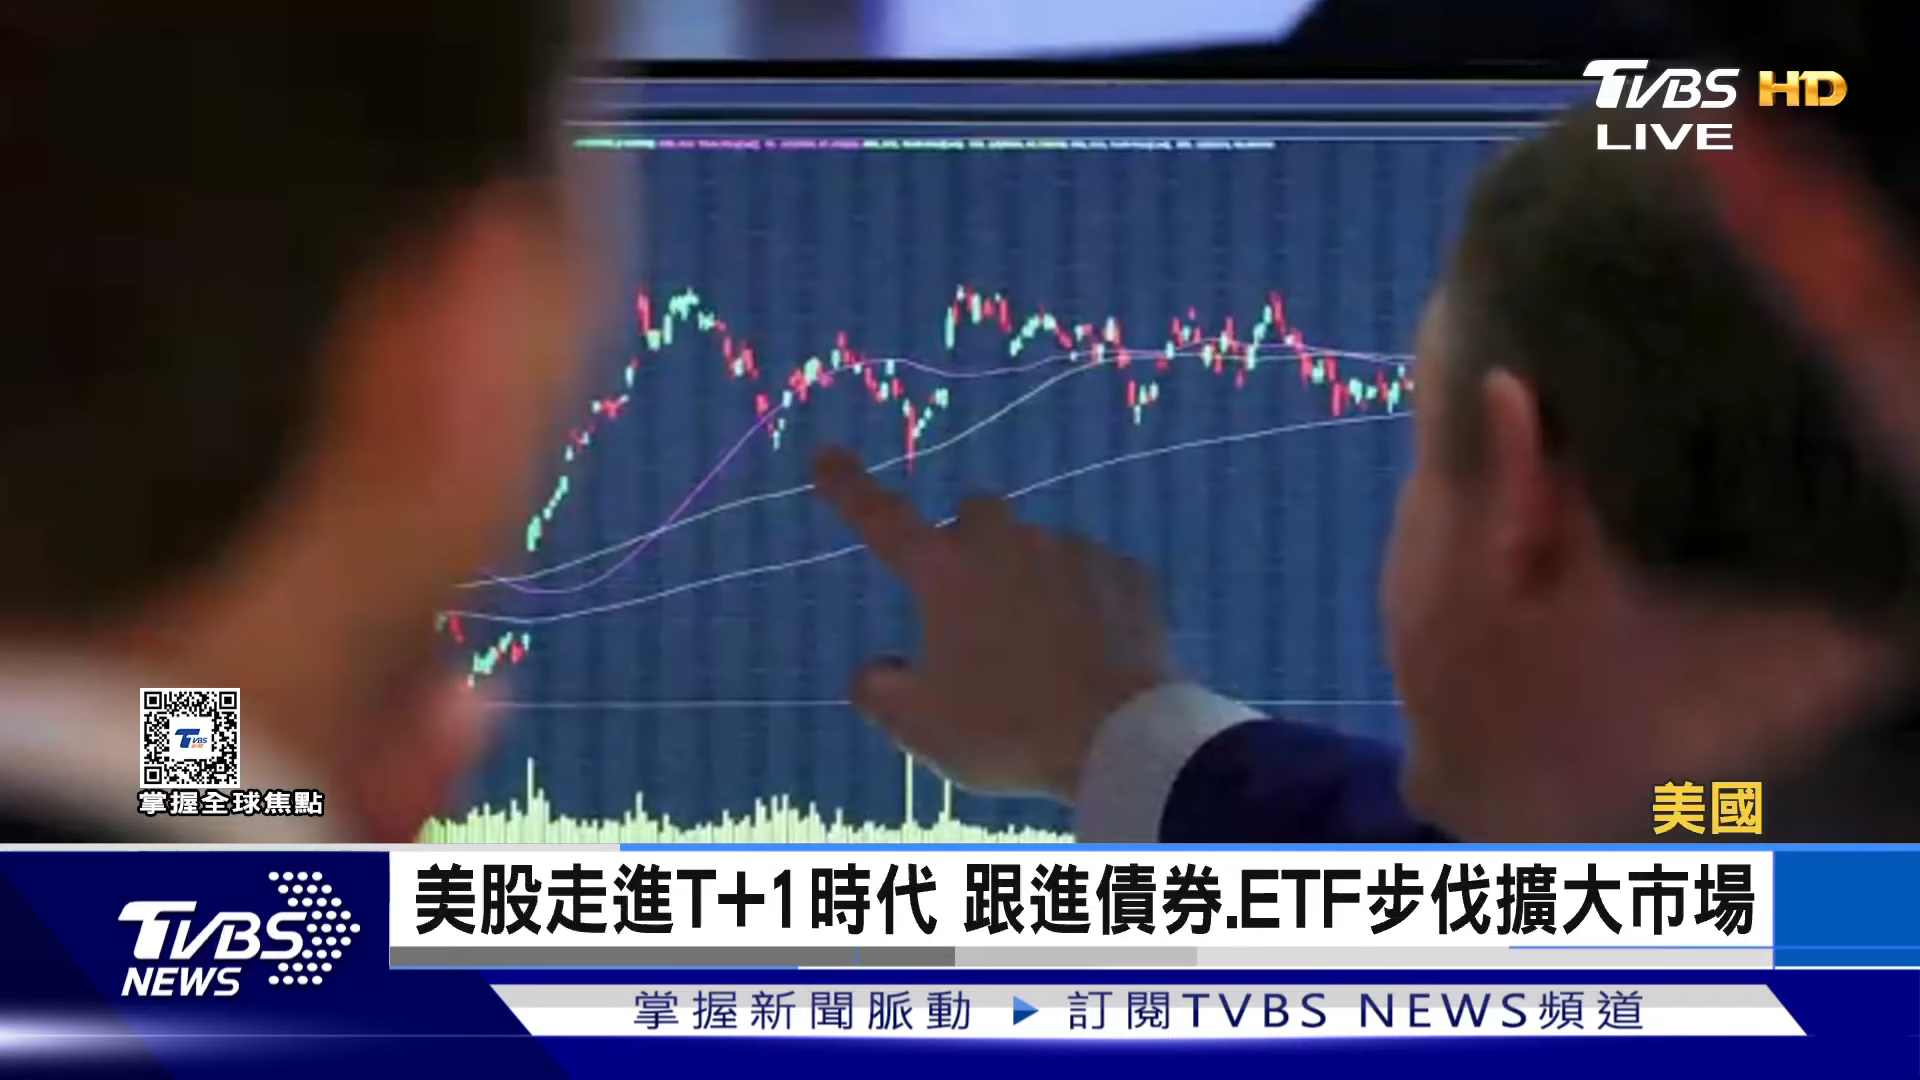 TVBS HD
LIVE
TVBS
掌握全球焦點
美國
美股走進T+1時代 跟進債券.ETF步伐擴大市場
TVBS
NEWS
掌握新聞脈動 ▶ 訂閱TVBS NEWS頻道